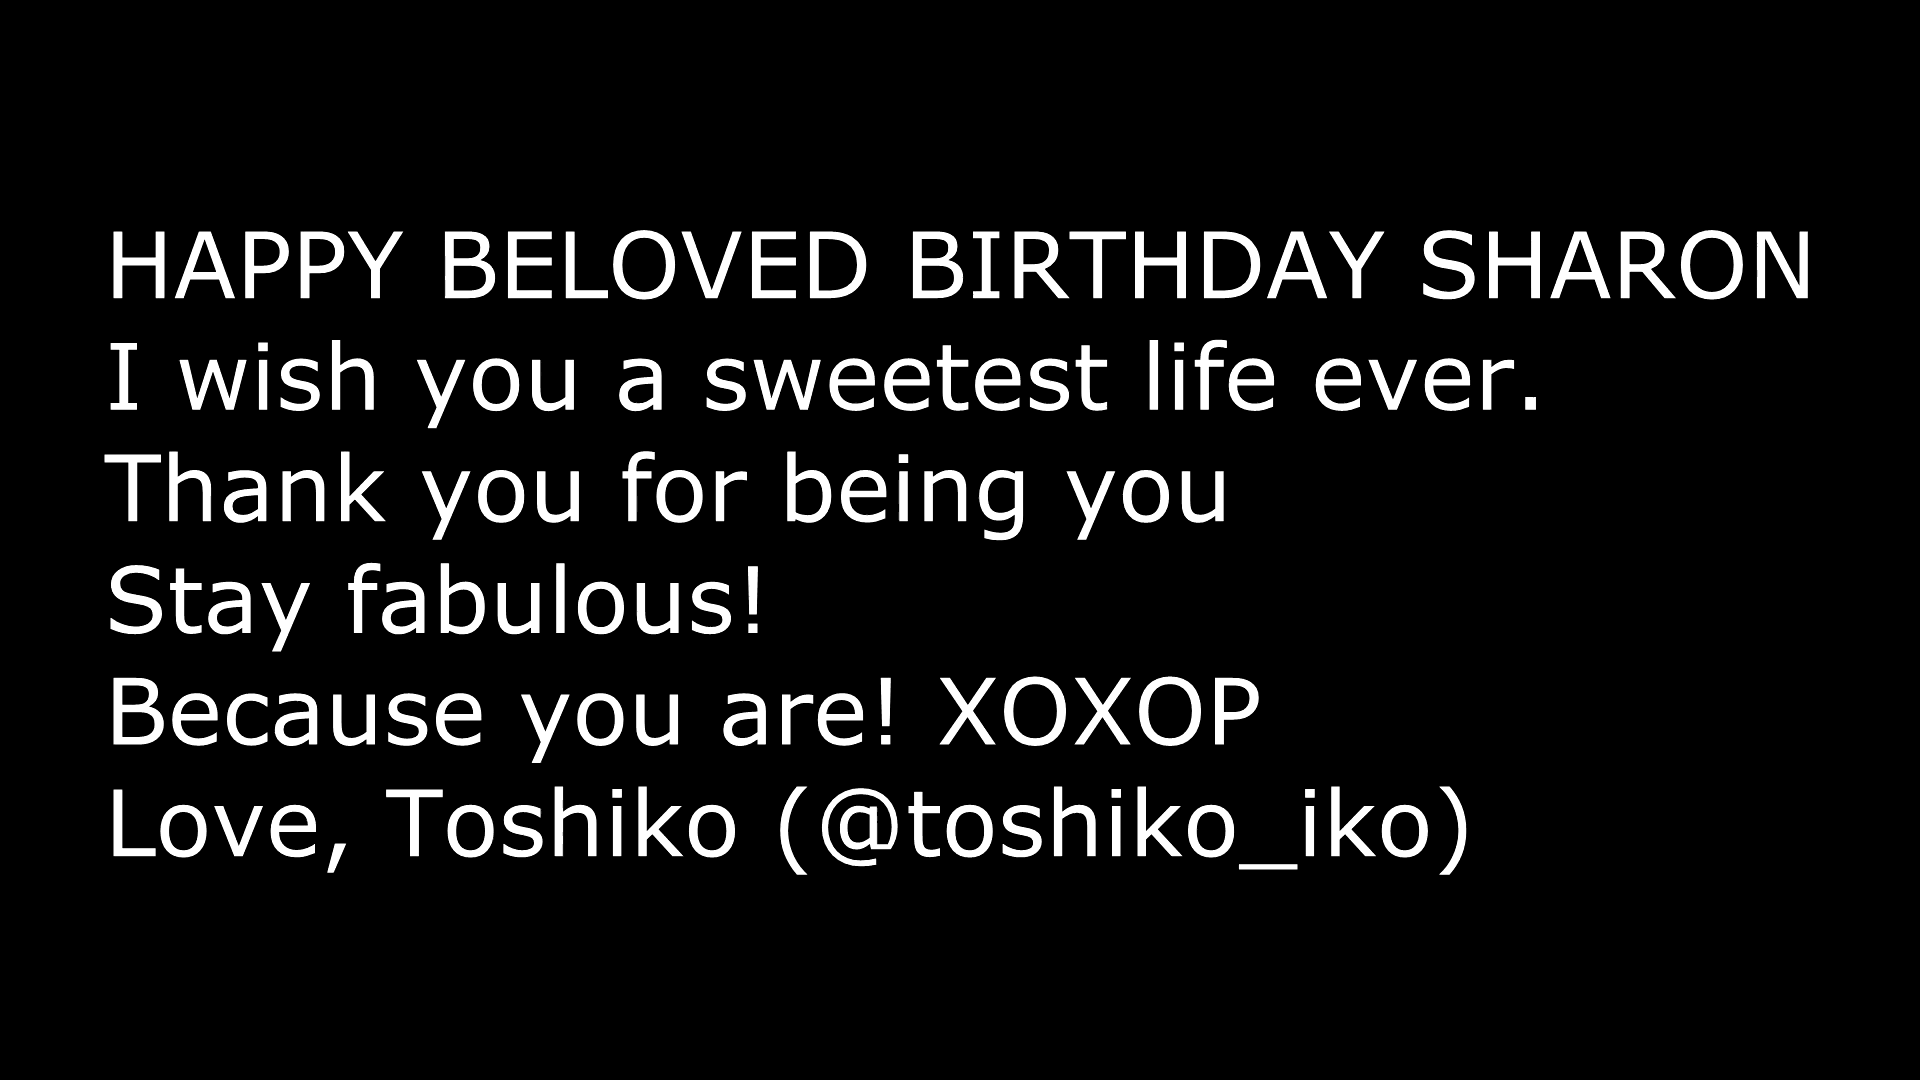 HAPPY BELOVED BIRTHDAY SHARON
I wish you a sweetest life ever.
Thank you for being you
Stay fabulous!
Because you are! XOXOP
Love, Toshiko (@toshiko_iko)